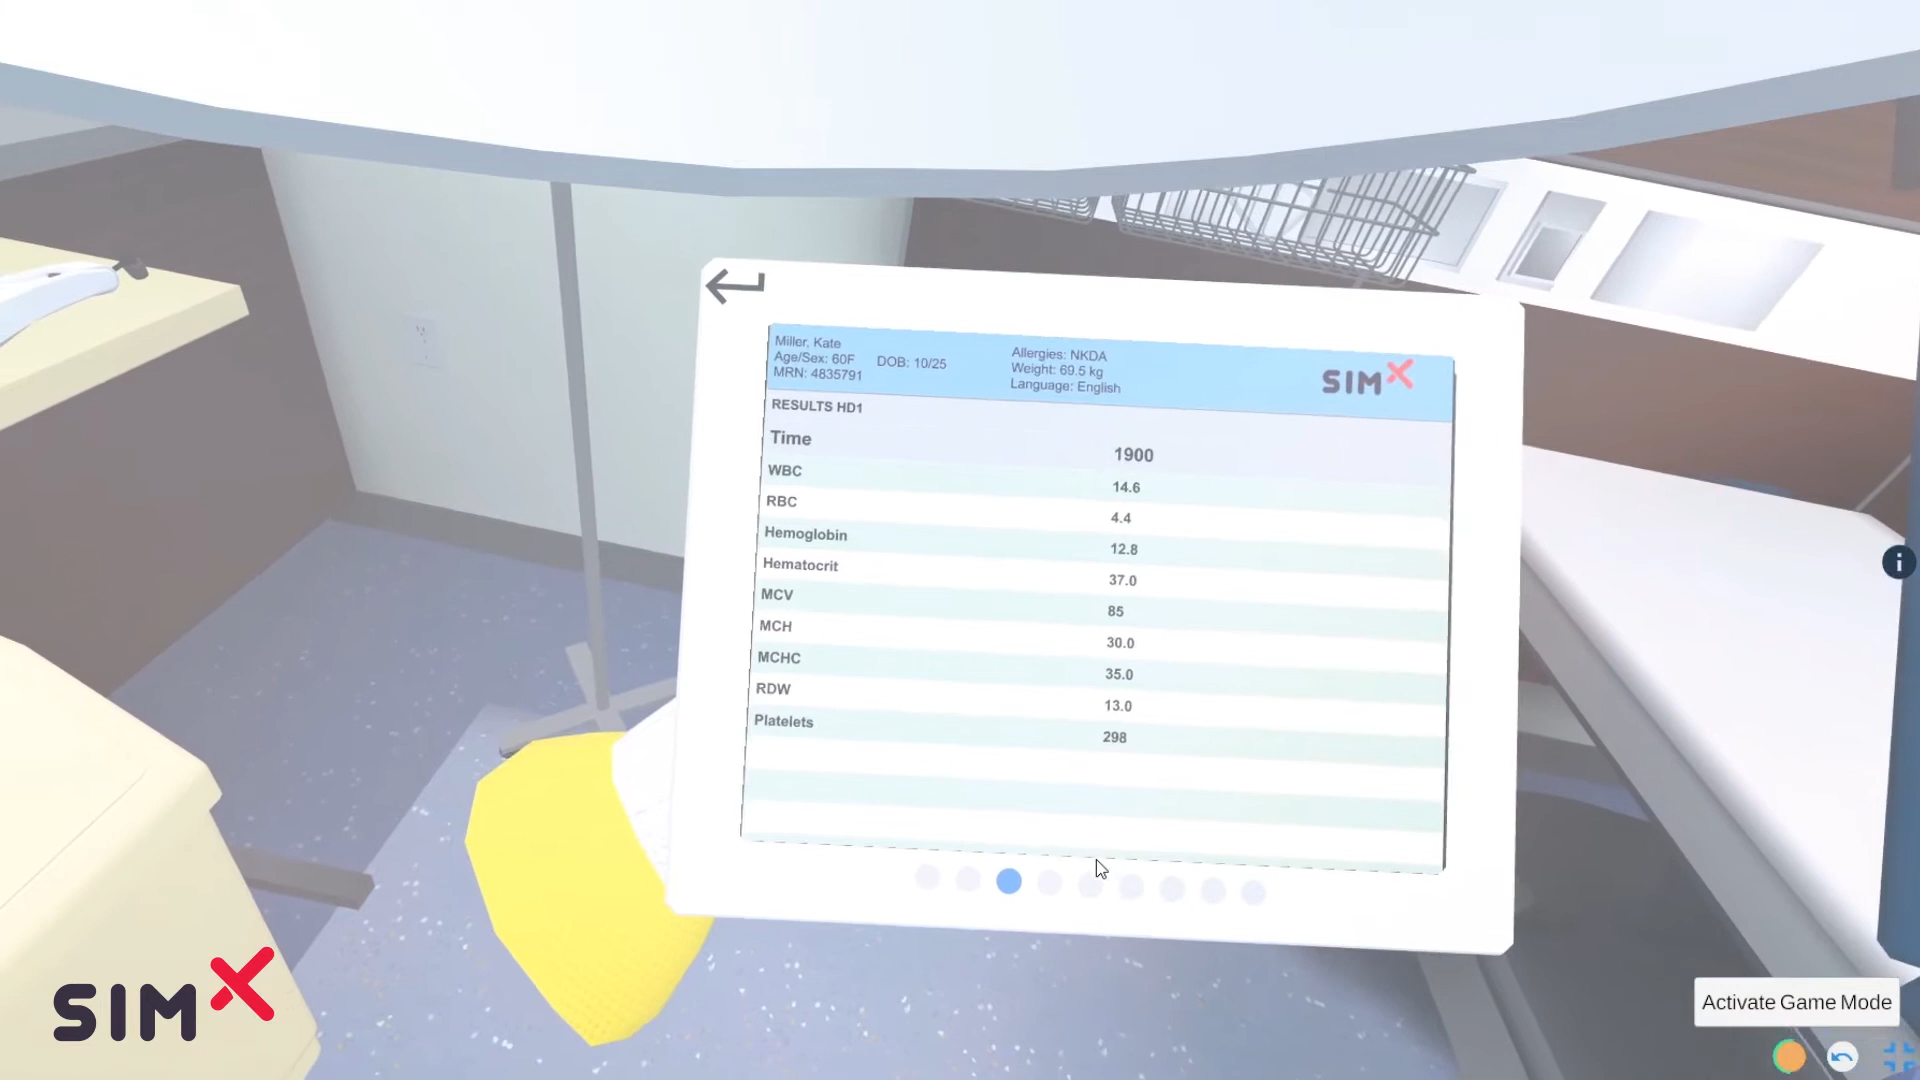 Miller, Kate
Age/Sex: 60F
MRN: 4835791
DOB: 10/25
Allergies: NKDA
Weight: 69.5 kg
Language: English
SIMX
RESULTS HD1
Time 1900
WBC 14.6
RBC 4.4
Hemoglobin 12.8
Hematocrit 37.0
MCV 85
MCH 30.0
MCHC 35.0
RDW 13.0
Platelets 298
i
SIMX
Activate Game Mode